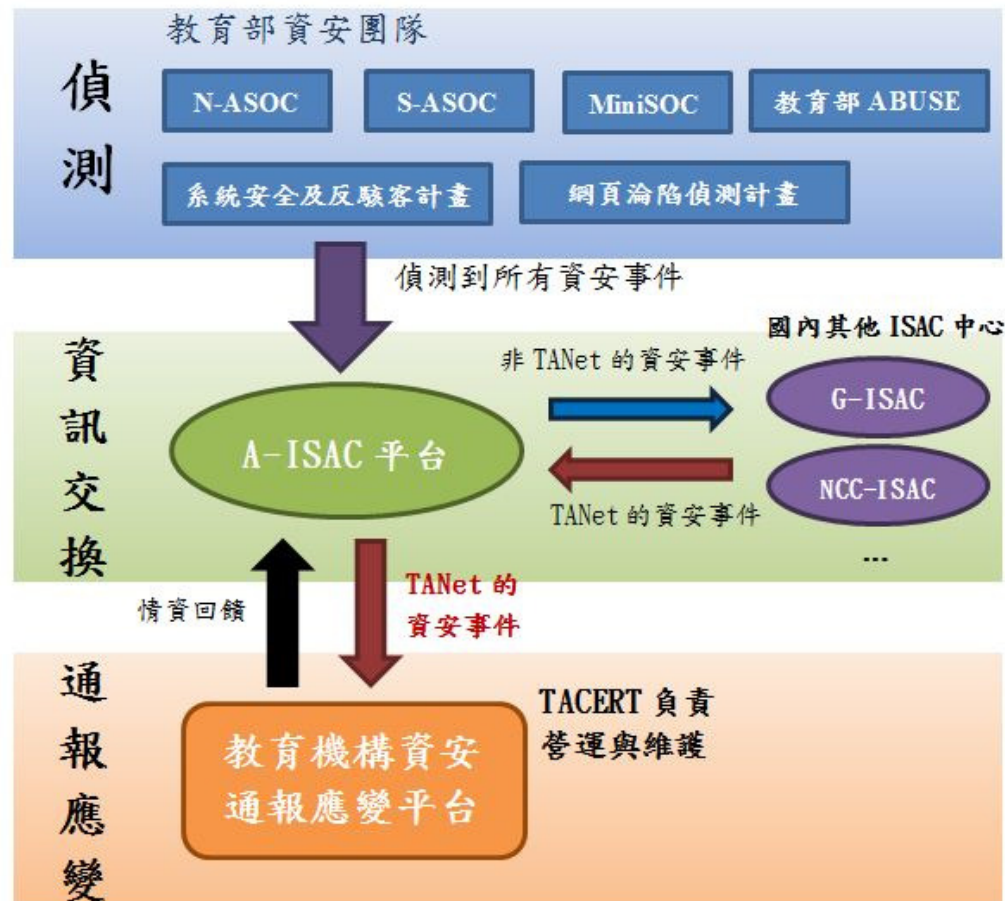 偵測
教育部資安團隊
N-ASOC
S-ASOC
MiniSOC
教育部 ABUSE
系統安全及反駭客計畫
網頁淪陷偵測計畫
偵測到所有資安事件
資訊交換
國內其他 ISAC 中心
非 TANet 的資安事件
G-ISAC
A-ISAC 平台
NCC-ISAC
TANet 的資安事件
...
情資回饋
TANet 的
資安事件
通報應變
TACERT 負責
營運與維護
教育機構資安
通報應變平台